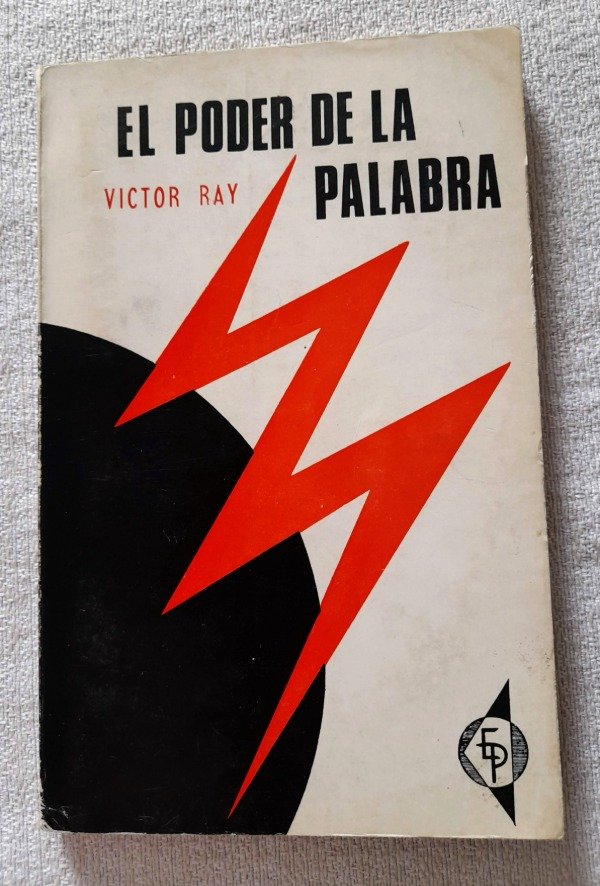 EL PODER DE LA
VICTOR RAY PALABRA
EP